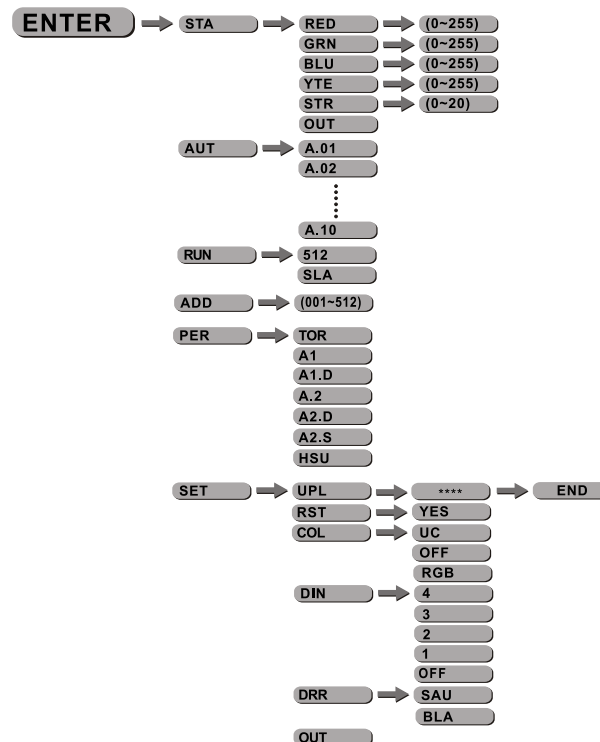 ENTER STA RED (0~255)
GRN (0~255)
BLU (0~255)
YTE (0~255)
STR (0~20)
OUT
AUT A.01
A.02
A.10
RUN 512
SLA
ADD (001~512)
PER TOR
A1
A1.D
A.2
A2.D
A2.S
HSU
SET UPL **** END
RST YES
COL UC
OFF
RGB
DIN 4
3
2
1
OFF
DRR SAU
BLA
OUT